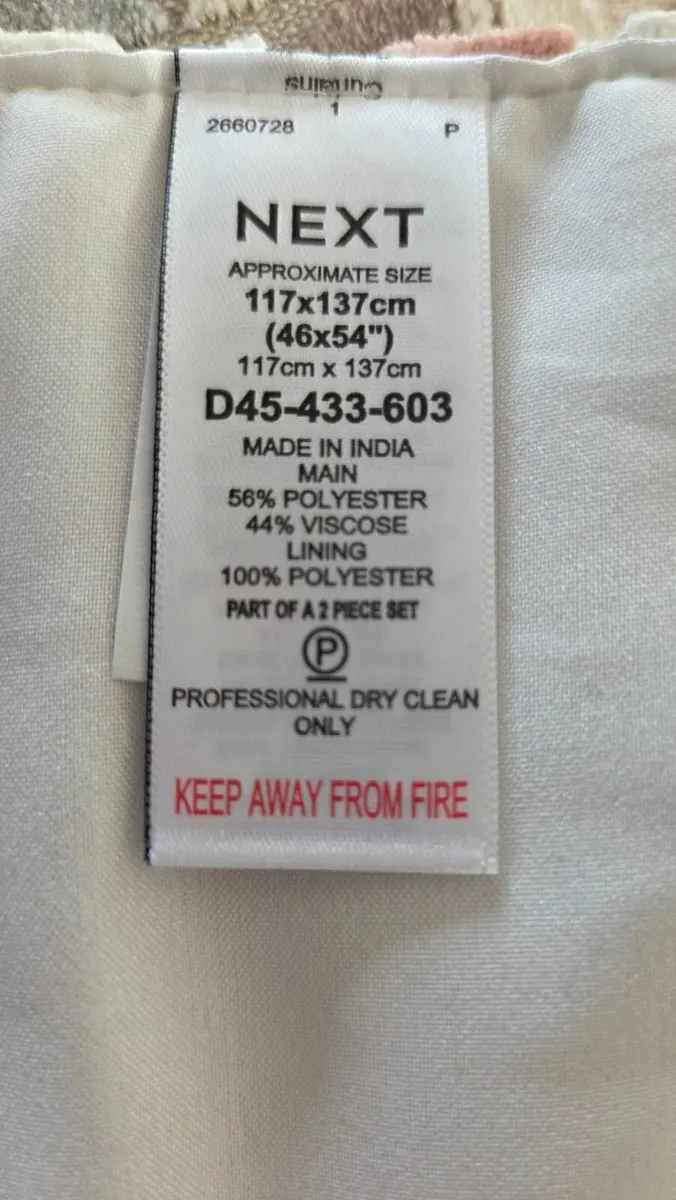 Curtains
1
2660728 P
NEXT
APPROXIMATE SIZE
117x137cm
(46x54")
117cm x 137cm
D45-433-603
MADE IN INDIA
MAIN
56% POLYESTER
44% VISCOSE
LINING
100% POLYESTER
PART OF A 2 PIECE SET
P
PROFESSIONAL DRY CLEAN
ONLY
KEEP AWAY FROM FIRE